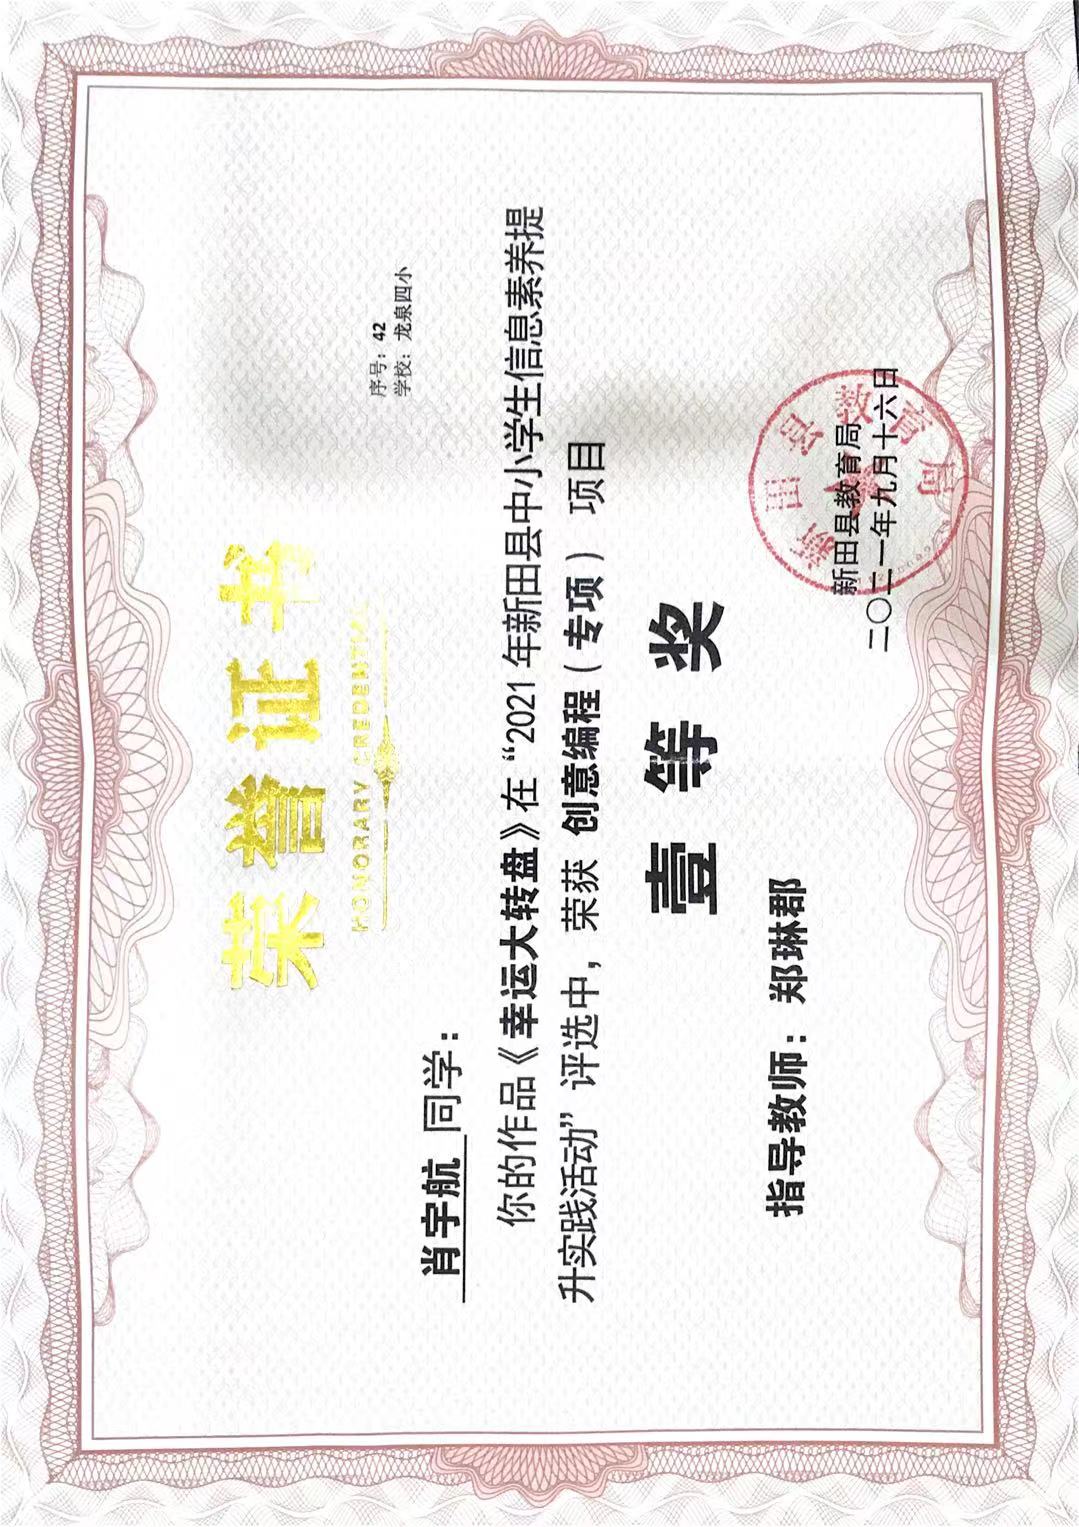 荣誉证书
HONORARY CREDENTIAL
序号：42
学校：龙泉四小
肖宇航 同学：
你的作品《幸运大转盘》在“2021年新田县中小学生信息素养提
升实践活动”评选中，荣获 创意编程（专项） 项目
壹等奖
指导教师：郑琳郡
新田县教育局
二〇二一年九月十六日
新田县教育局